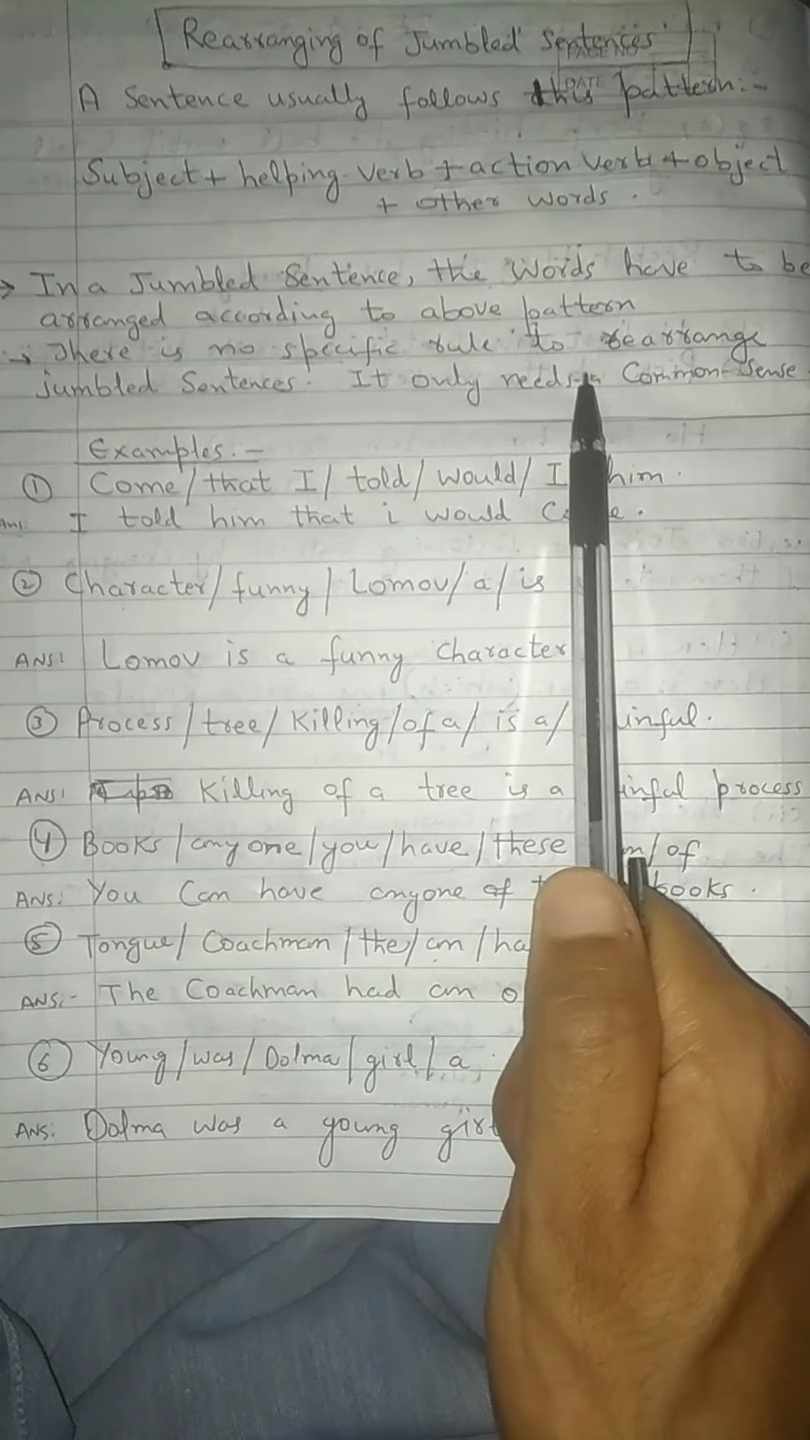 Rearranging of Jumbled Sentences
A Sentence usually follows this pattern:-
Subject + helping verb + action verb + object
+ other words.
→ In a Jumbled Sentence, the words have to be
arranged according to above pattern
→ There is no specific rule to rearrange
jumbled Sentences. It only needs Common-Sense
Examples:-
① Come/that I/told/would/I him.
Ans: I told him that i would
② Character/funny/Lomov/a/is
ANS: Lomov is a funny Character
③ Process/tree/Killing/of a/is a/
ANS: Killing of a tree is a process
④ Books/anyone/you/have/these /of
ANS: You Can have anyone of books.
⑤ Tongue/Coachman/the/an/
ANS:- The Coachman had an
⑥ Young/was/Dolma/girl/a
ANS: Dolma was a young girl